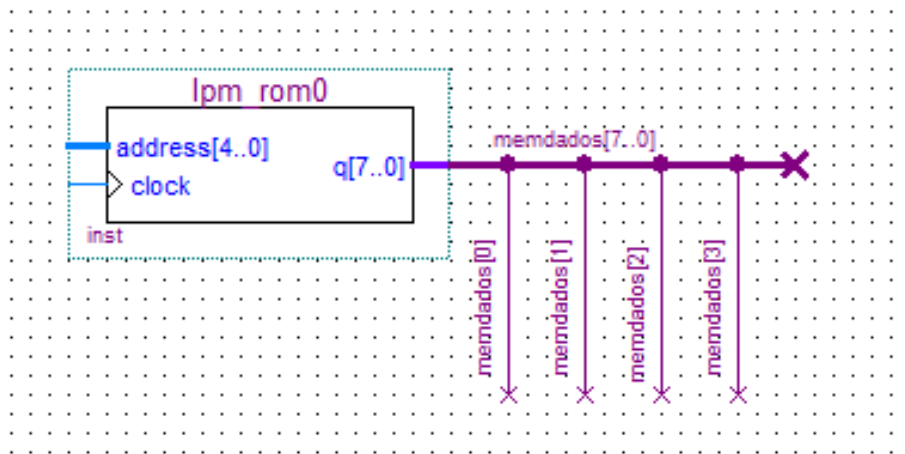 lpm_rom0
address[4..0]
clock
q[7..0]
inst
memdados[7..0]
memdados[0]
memdados[1]
memdados[2]
memdados[3]